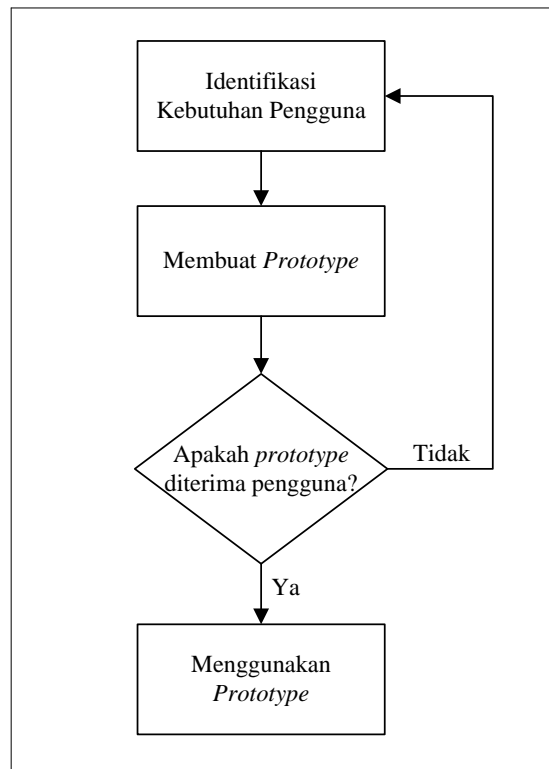 Identifikasi
Kebutuhan Pengguna
Membuat Prototype
Apakah prototype
diterima pengguna?
Tidak
Ya
Menggunakan
Prototype